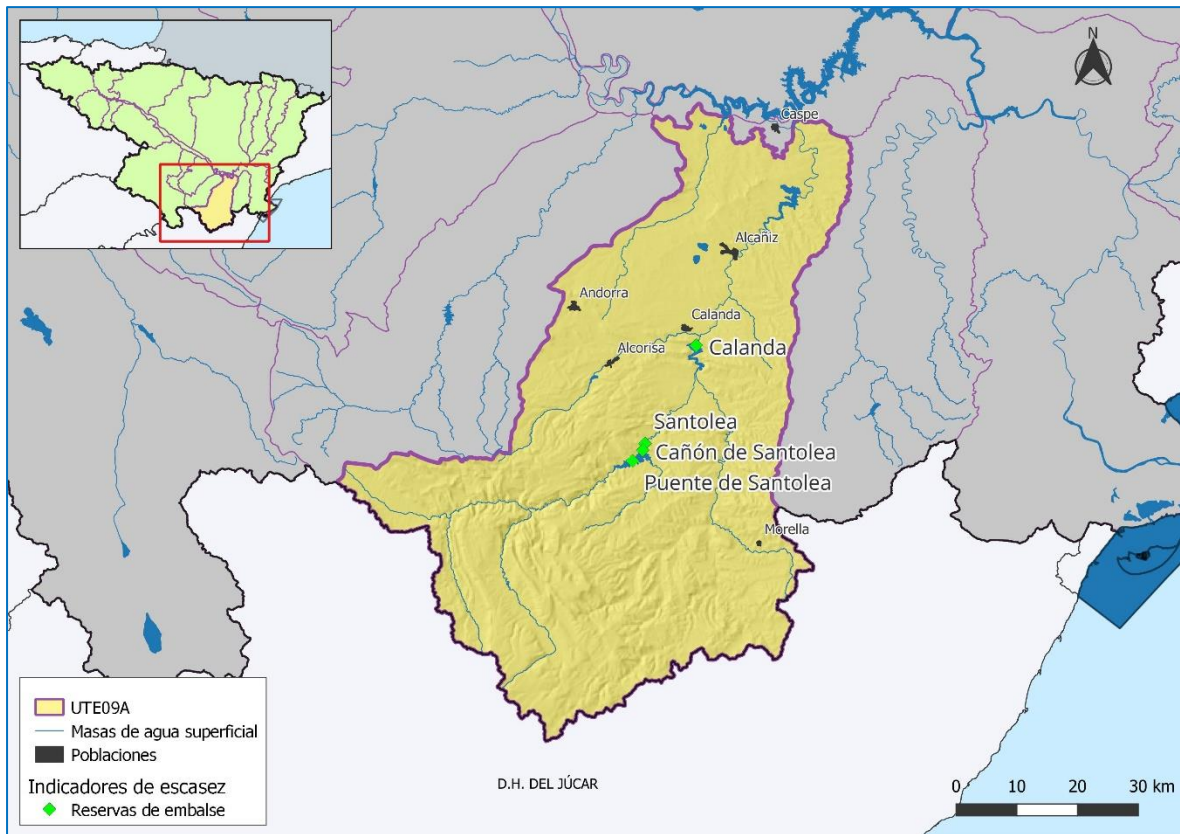 N
Caspe
Alcañiz
Andorra
Calanda
Calanda
Alcorisa
Santolea
Cañón de Santolea
Puente de Santolea
Morella
UTE09A
Masas de agua superficial
Poblaciones
Indicadores de escasez
Reservas de embalse
D.H. DEL JÚCAR
0 10 20 30 km